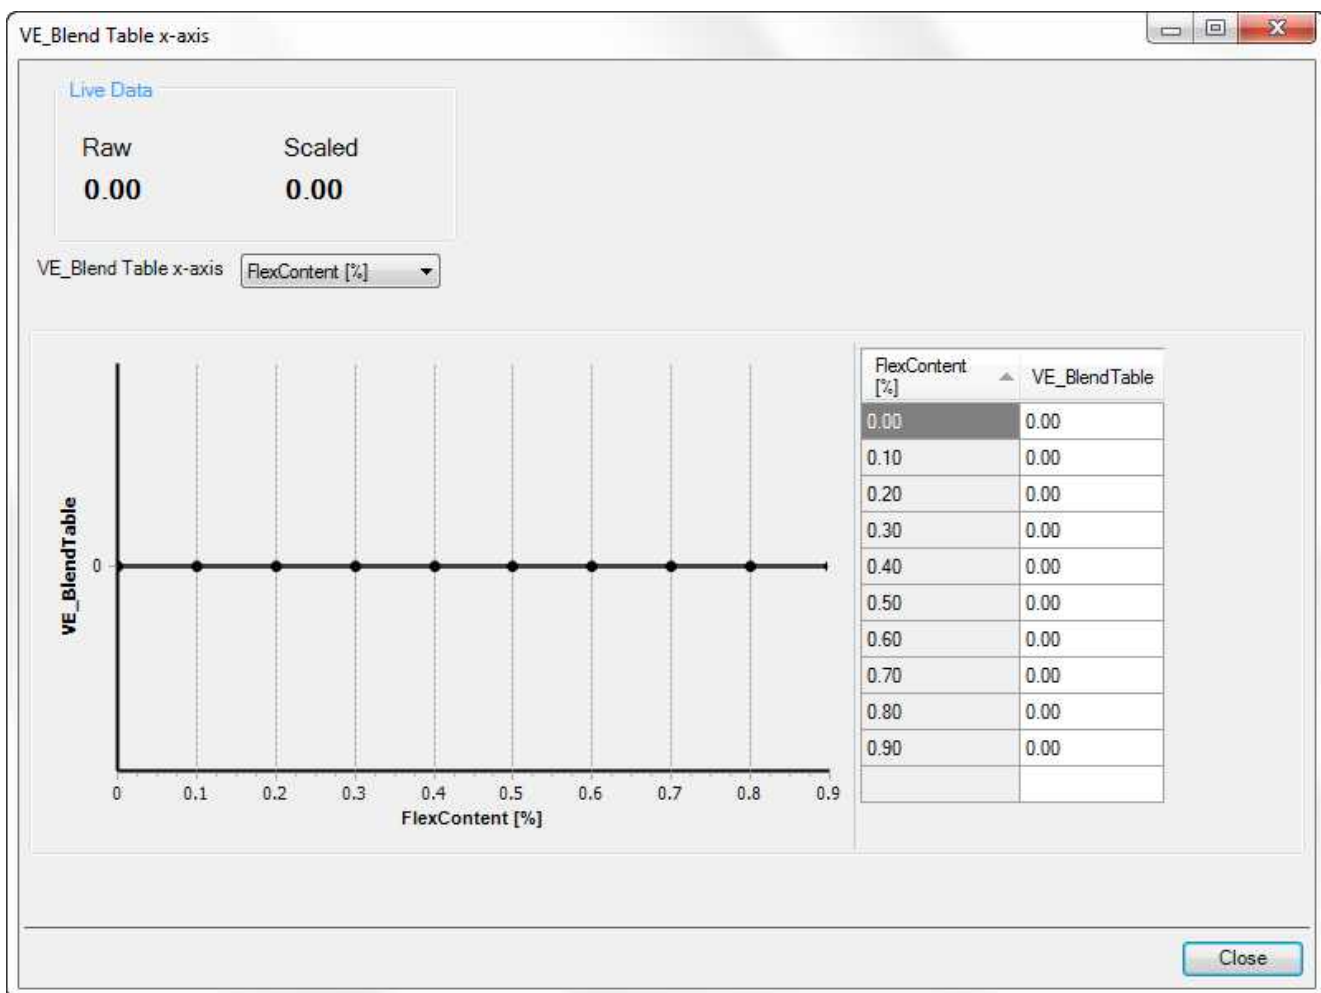 VE_Blend Table x-axis
Live Data
Raw Scaled
0.00 0.00
VE_Blend Table x-axis FlexContent [%]
VE_BlendTable
0
0 0.1 0.2 0.3 0.4 0.5 0.6 0.7 0.8 0.9
FlexContent [%]
FlexContent
[%] VE_BlendTable
0.00 0.00
0.10 0.00
0.20 0.00
0.30 0.00
0.40 0.00
0.50 0.00
0.60 0.00
0.70 0.00
0.80 0.00
0.90 0.00
Close